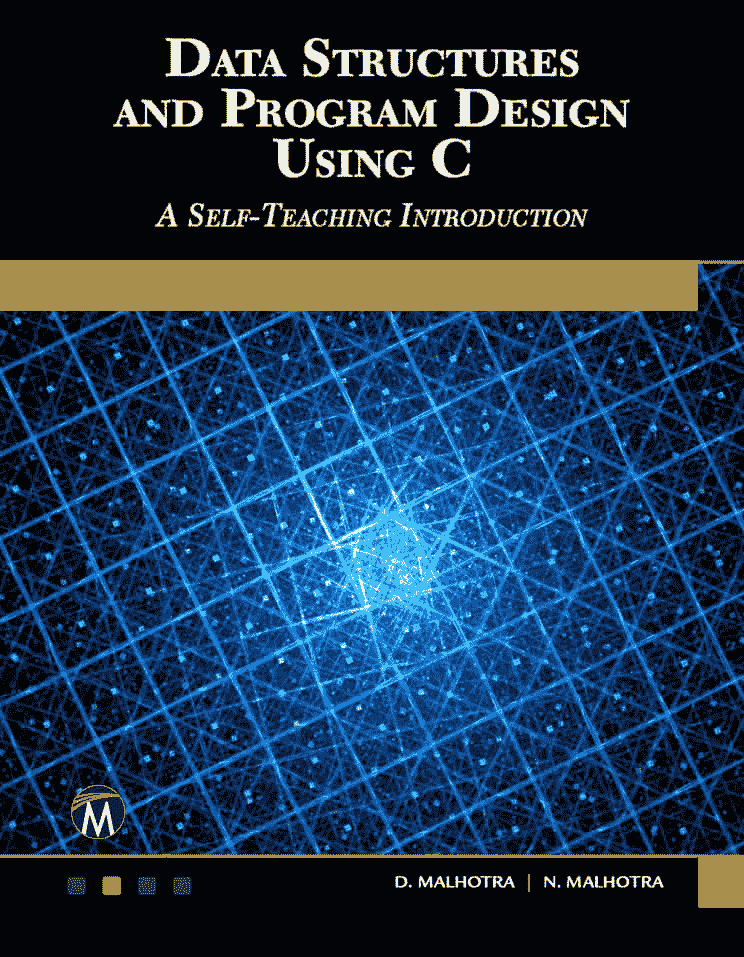 DATA STRUCTURES
AND PROGRAM DESIGN
USING C
A SELF-TEACHING INTRODUCTION
M
D. MALHOTRA | N. MALHOTRA